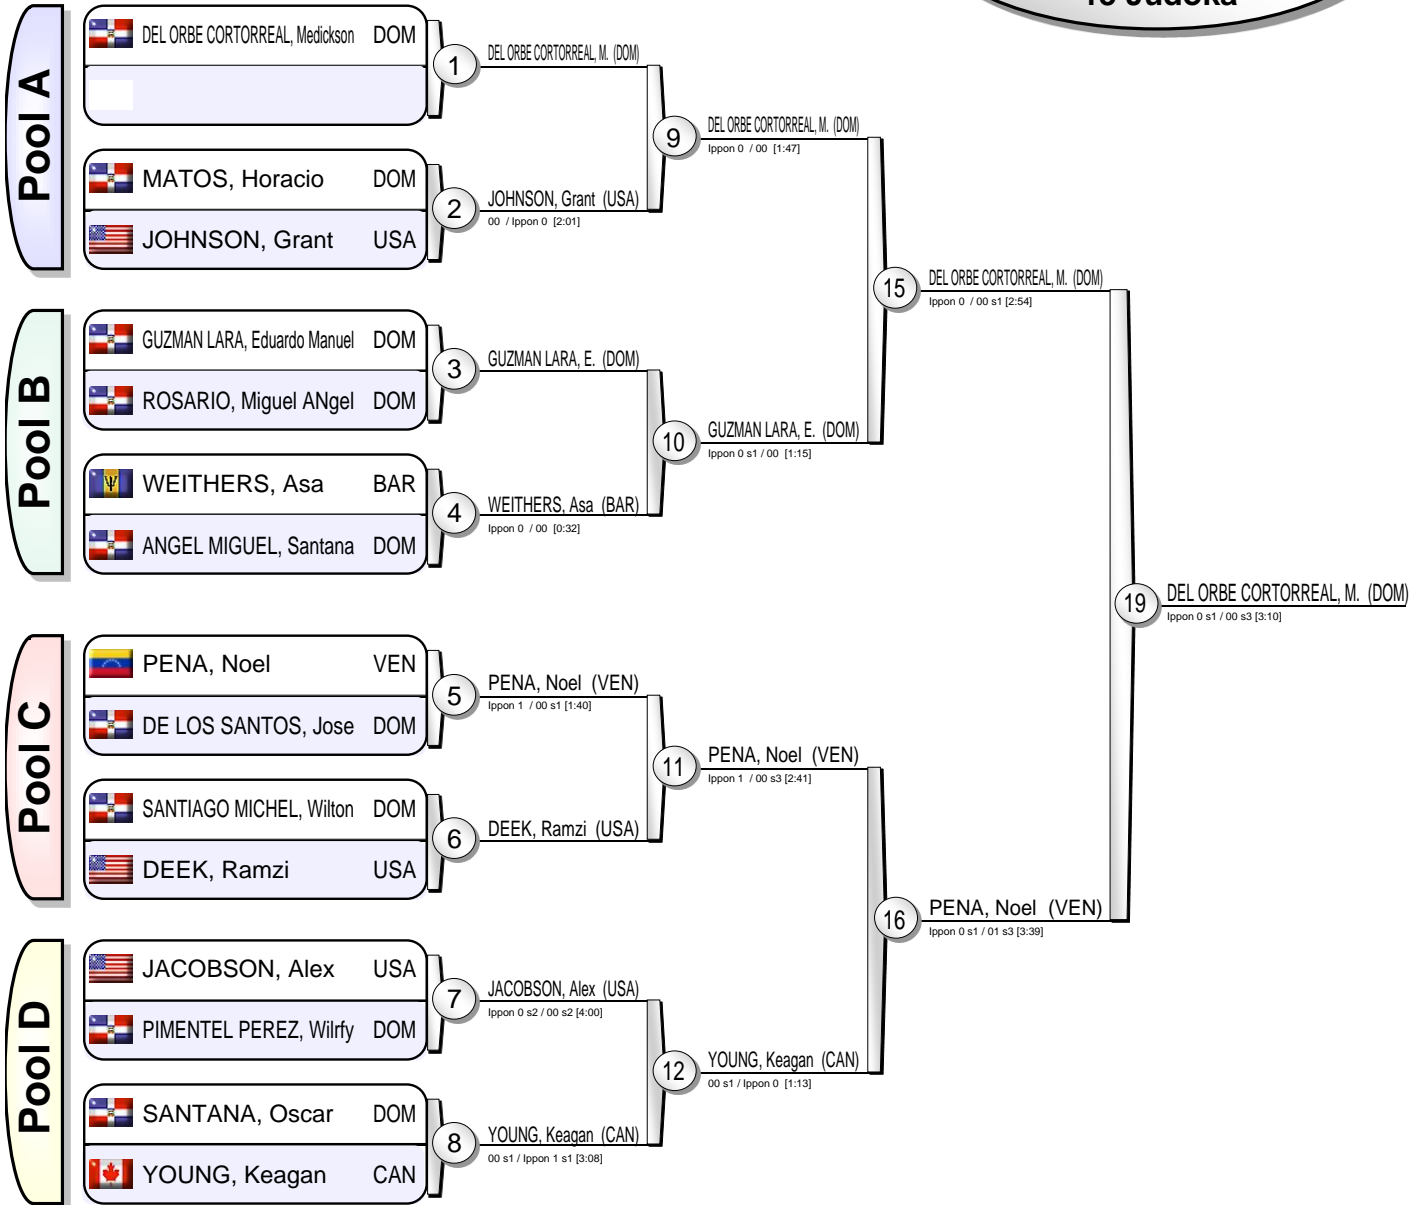 15 Judoka
Pool A
DEL ORBE CORTORREAL, Medickson DOM
MATOS, Horacio DOM
JOHNSON, Grant USA
Pool B
GUZMAN LARA, Eduardo Manuel DOM
ROSARIO, Miguel ANgel DOM
WEITHERS, Asa BAR
ANGEL MIGUEL, Santana DOM
Pool C
PENA, Noel VEN
DE LOS SANTOS, Jose DOM
SANTIAGO MICHEL, Wilton DOM
DEEK, Ramzi USA
Pool D
JACOBSON, Alex USA
PIMENTEL PEREZ, Wilrfy DOM
SANTANA, Oscar DOM
YOUNG, Keagan CAN
1
DEL ORBE CORTORREAL, M. (DOM)
2
JOHNSON, Grant (USA)
00 / Ippon 0 [2:01]
3
GUZMAN LARA, E. (DOM)
4
WEITHERS, Asa (BAR)
Ippon 0 / 00 [0:32]
5
PENA, Noel (VEN)
Ippon 1 / 00 s1 [1:40]
6
DEEK, Ramzi (USA)
7
JACOBSON, Alex (USA)
Ippon 0 s2 / 00 s2 [4:00]
8
YOUNG, Keagan (CAN)
00 s1 / Ippon 1 s1 [3:08]
9
DEL ORBE CORTORREAL, M. (DOM)
Ippon 0 / 00 [1:47]
10
GUZMAN LARA, E. (DOM)
Ippon 0 s1 / 00 [1:15]
11
PENA, Noel (VEN)
Ippon 1 / 00 s3 [2:41]
12
YOUNG, Keagan (CAN)
00 s1 / Ippon 0 [1:13]
15
DEL ORBE CORTORREAL, M. (DOM)
Ippon 0 / 00 s1 [2:54]
16
PENA, Noel (VEN)
Ippon 0 s1 / 01 s3 [3:39]
19
DEL ORBE CORTORREAL, M. (DOM)
Ippon 0 s1 / 00 s3 [3:10]